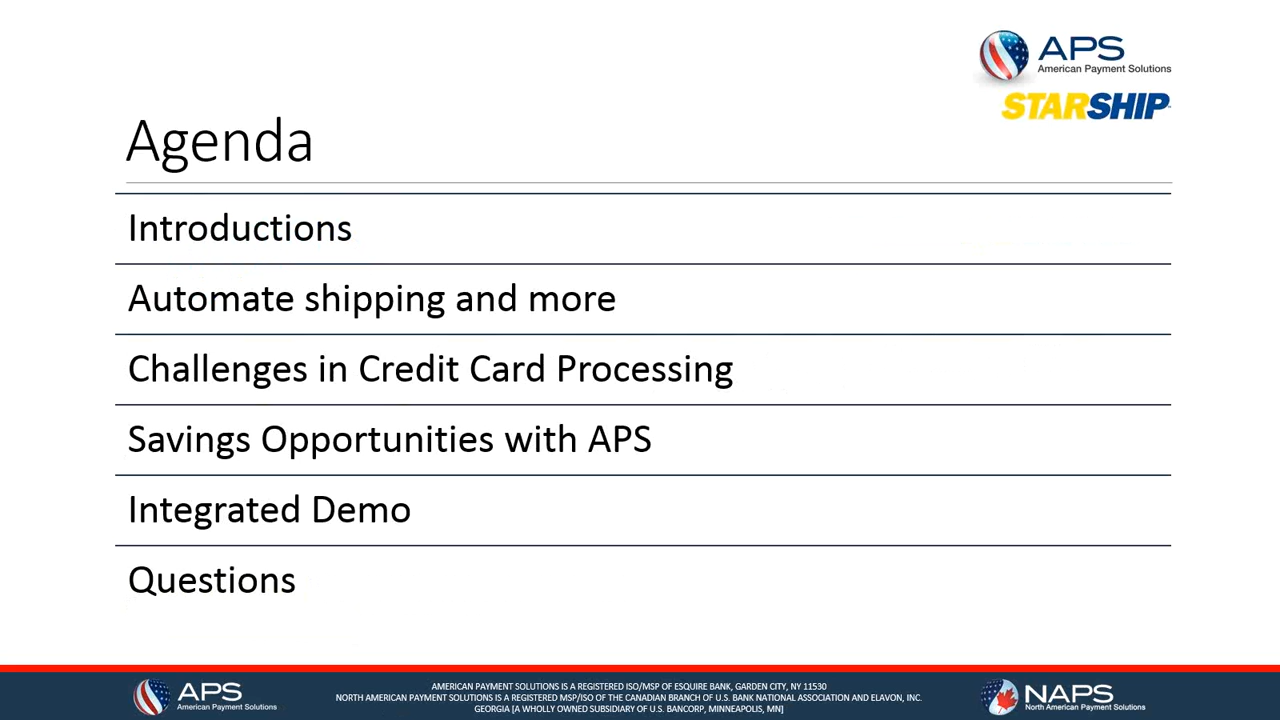 APS
American Payment Solutions
STARSHIP
Agenda
Introductions
Automate shipping and more
Challenges in Credit Card Processing
Savings Opportunities with APS
Integrated Demo
Questions
APS
American Payment Solutions
AMERICAN PAYMENT SOLUTIONS IS A REGISTERED ISO/MSP OF ESQUIRE BANK, GARDEN CITY, NY 11530
NORTH AMERICAN PAYMENT SOLUTIONS IS A REGISTERED MSP/ISO OF THE CANADIAN BRANCH OF U.S. BANK NATIONAL ASSOCIATION AND ELAVON, INC.
GEORGIA [A WHOLLY OWNED SUBSIDIARY OF U.S. BANCORP, MINNEAPOLIS, MN]
NAPS
North American Payment Solutions